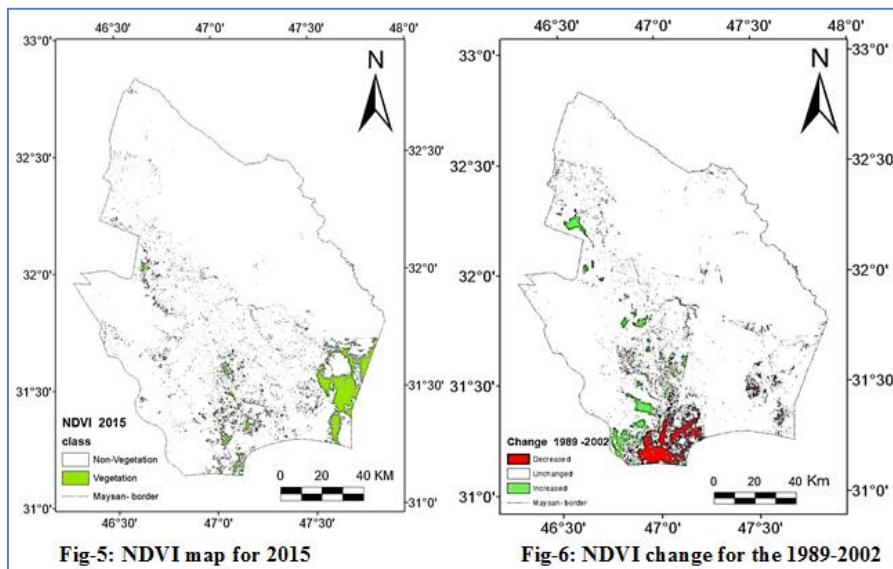 46°30' 47°0' 47°30' 48°0'
33°0'
32°30'
32°0'
31°30'
31°0'
N
NDVI 2015
class
Non-Vegetation
Vegetation
Maysan- border
0 20 40 KM
32°30'
32°0'
31°30'
31°0'
46°30' 47°0' 47°30'
Fig-5: NDVI map for 2015
46°30' 47°0' 47°30' 48°0'
33°0'
32°30'
32°0'
31°30'
31°0'
N
Change 1989 -2002
Decreased
Unchanged
Increased
Maysan- border
0 20 40 Km
33°0'
32°30'
32°0'
31°30'
31°0'
46°30' 47°0' 47°30'
Fig-6: NDVI change for the 1989-2002